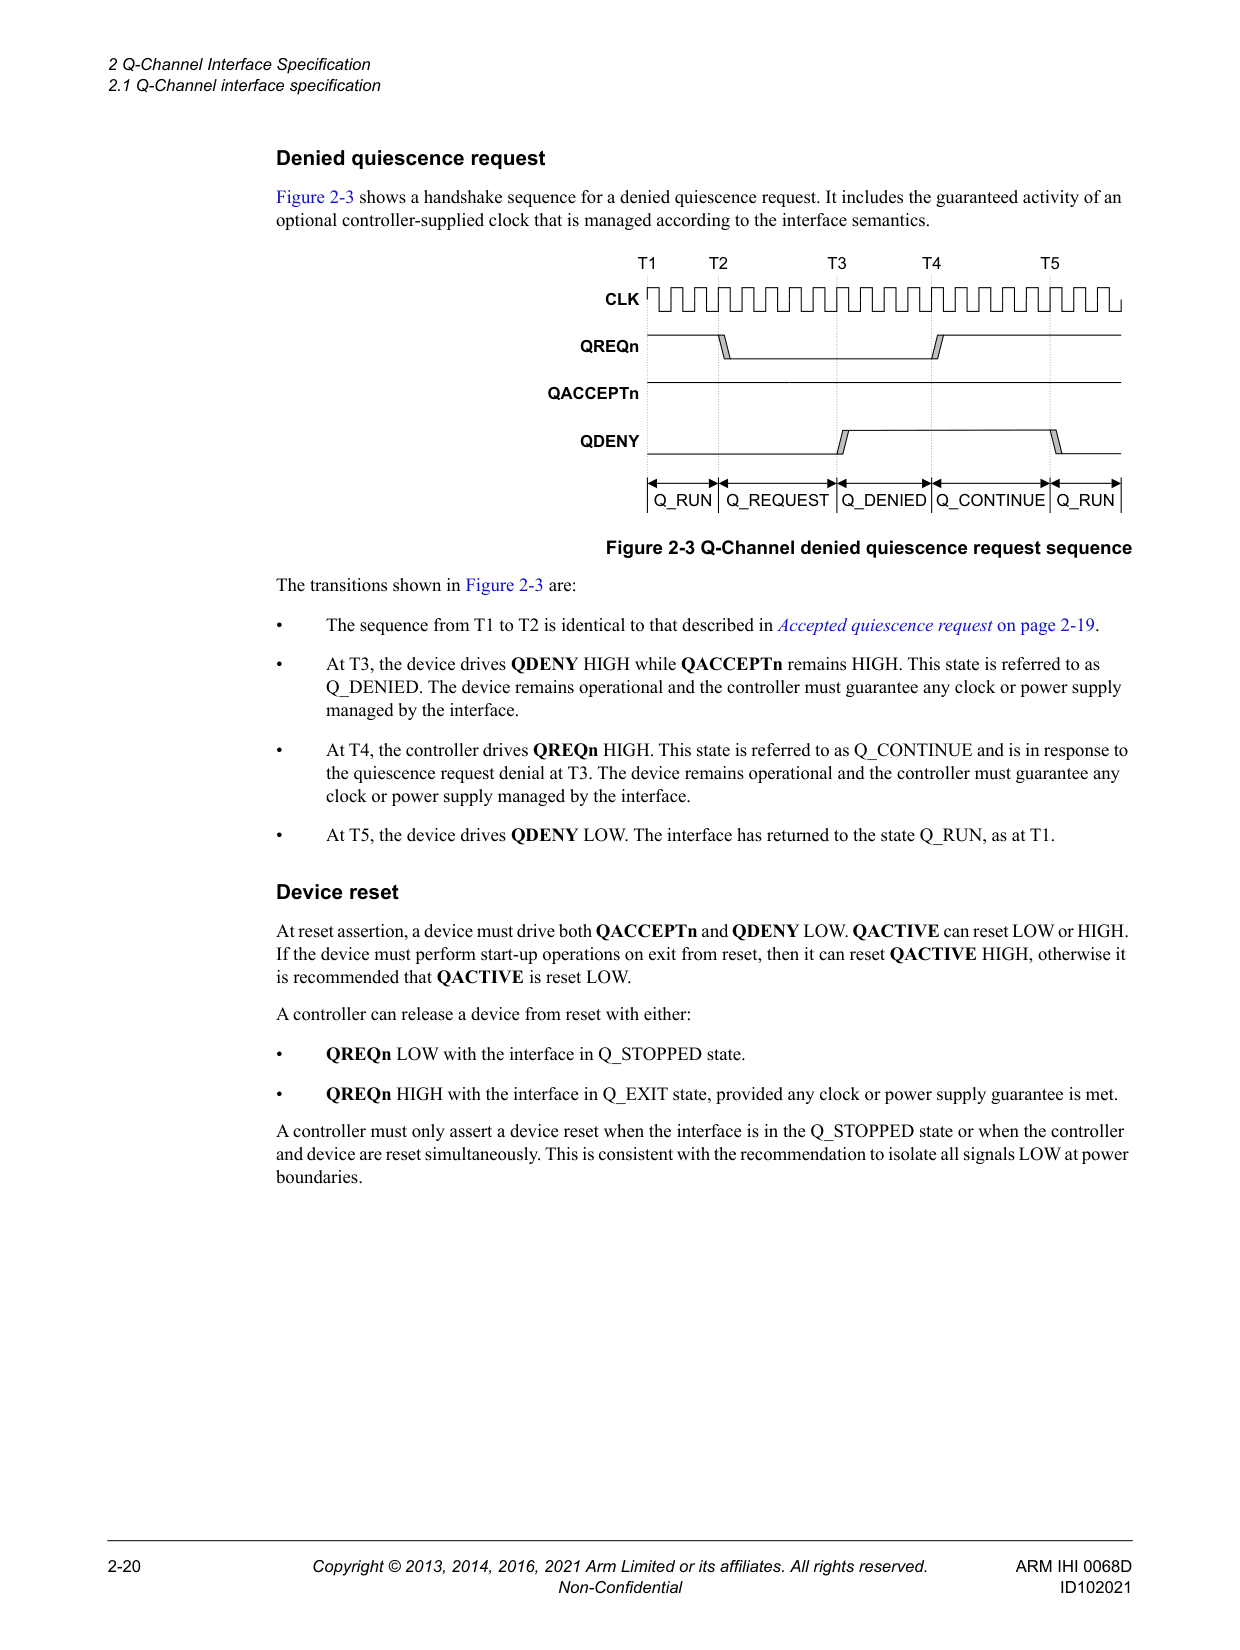 2 Q-Channel Interface Specification
2.1 Q-Channel interface specification
Denied quiescence request
Figure 2-3 shows a handshake sequence for a denied quiescence request. It includes the guaranteed activity of an
optional controller-supplied clock that is managed according to the interface semantics.
T1 T2 T3 T4 T5
CLK
QREQn
QACCEPTn
QDENY
Q_RUN Q_REQUEST Q_DENIED Q_CONTINUE Q_RUN
Figure 2-3 Q-Channel denied quiescence request sequence
The transitions shown in Figure 2-3 are:
• The sequence from T1 to T2 is identical to that described in Accepted quiescence request on page 2-19.
• At T3, the device drives QDENY HIGH while QACCEPTn remains HIGH. This state is referred to as
Q_DENIED. The device remains operational and the controller must guarantee any clock or power supply
managed by the interface.
• At T4, the controller drives QREQn HIGH. This state is referred to as Q_CONTINUE and is in response to
the quiescence request denial at T3. The device remains operational and the controller must guarantee any
clock or power supply managed by the interface.
• At T5, the device drives QDENY LOW. The interface has returned to the state Q_RUN, as at T1.
Device reset
At reset assertion, a device must drive both QACCEPTn and QDENY LOW. QACTIVE can reset LOW or HIGH.
If the device must perform start-up operations on exit from reset, then it can reset QACTIVE HIGH, otherwise it
is recommended that QACTIVE is reset LOW.
A controller can release a device from reset with either:
• QREQn LOW with the interface in Q_STOPPED state.
• QREQn HIGH with the interface in Q_EXIT state, provided any clock or power supply guarantee is met.
A controller must only assert a device reset when the interface is in the Q_STOPPED state or when the controller
and device are reset simultaneously. This is consistent with the recommendation to isolate all signals LOW at power
boundaries.
2-20 Copyright © 2013, 2014, 2016, 2021 Arm Limited or its affiliates. All rights reserved. ARM IHI 0068D
Non-Confidential ID102021